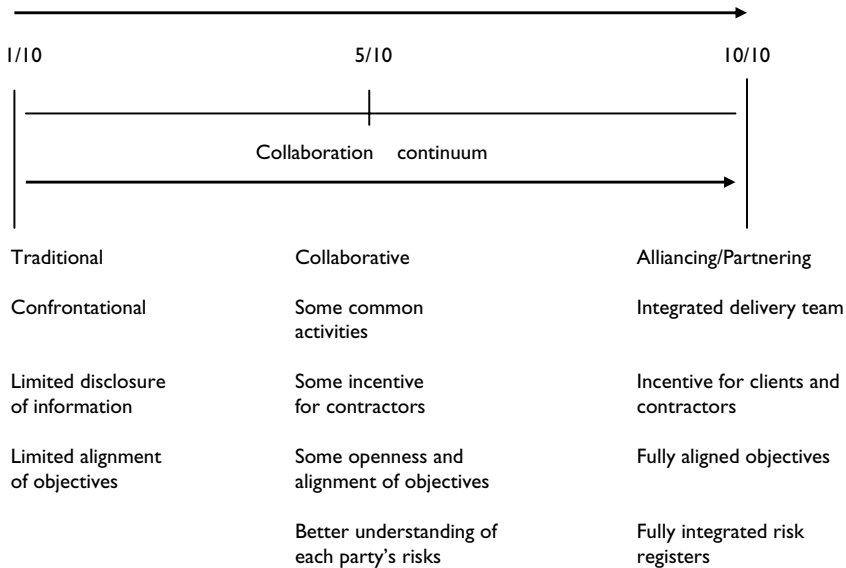 1/10 5/10 10/10
Collaboration continuum
Traditional Collaborative Alliancing/Partnering
Confrontational Some common Integrated delivery team
activities
Limited disclosure Some incentive Incentive for clients and
of information for contractors contractors
Limited alignment Some openness and Fully aligned objectives
of objectives alignment of objectives
Better understanding of Fully integrated risk
each party’s risks registers